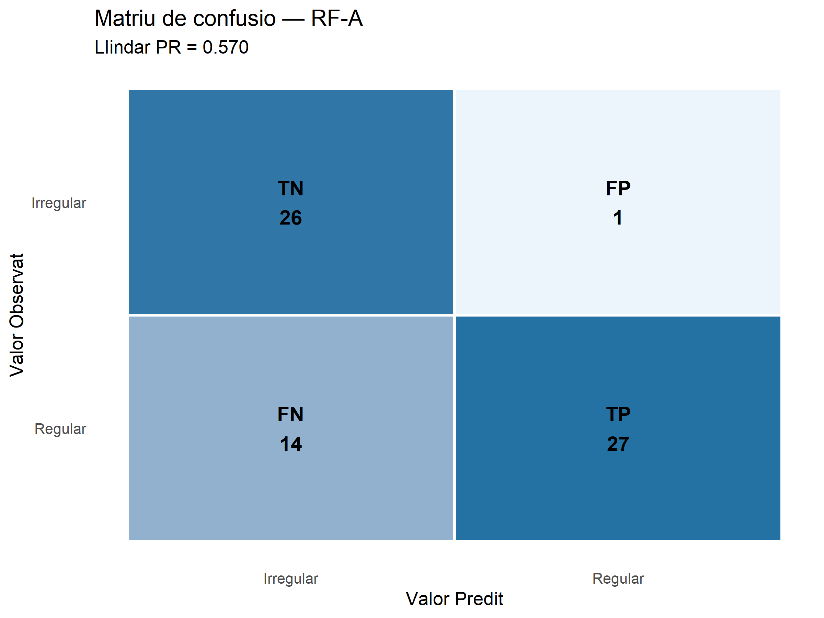 Matriu de confusio — RF-A
Llindar PR = 0.570
TN
26
FP
1
Irregular
FN
14
TP
27
Regular
Valor Observat
Irregular
Regular
Valor Predit